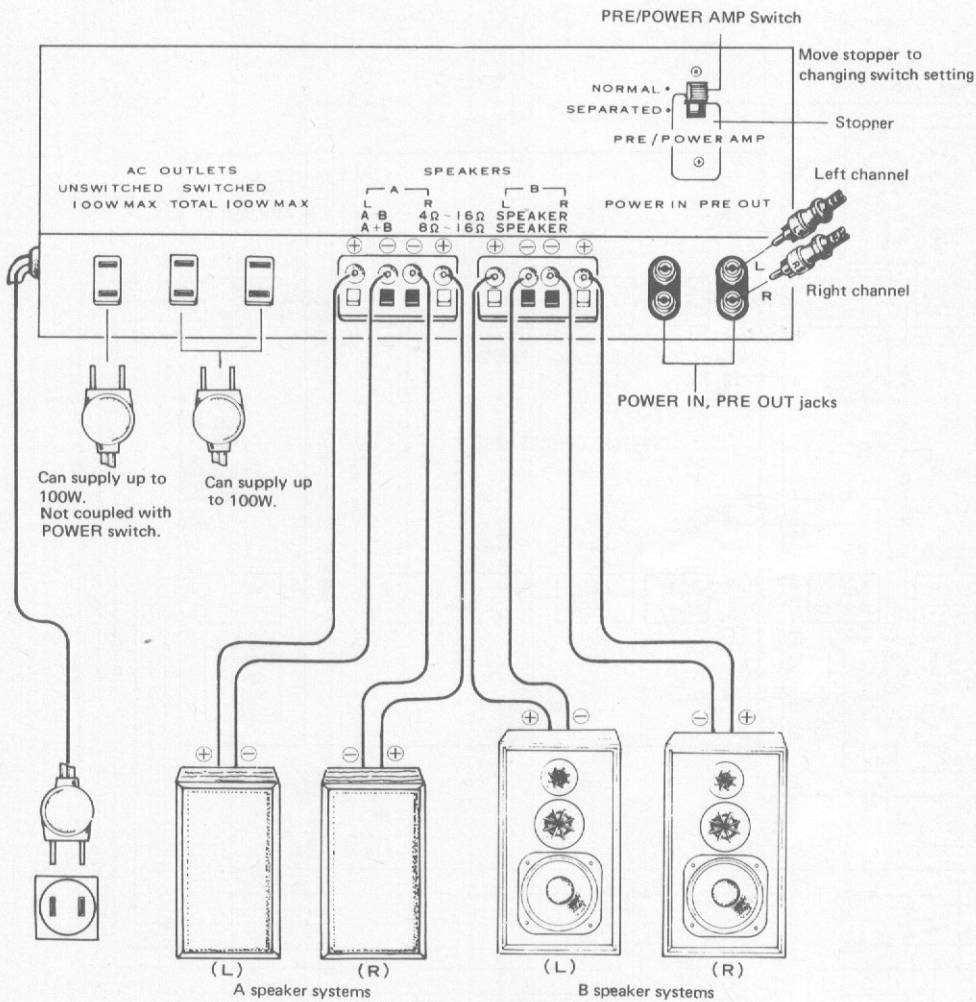 PRE/POWER AMP Switch
Move stopper to
changing switch setting
NORMAL •
SEPARATED •
Stopper
PRE/POWER AMP
AC OUTLETS
UNSWITCHED SWITCHED
100W MAX TOTAL 100W MAX
SPEAKERS
A B
L R L R
A B 4Ω~16Ω SPEAKER
A+B 8Ω~16Ω SPEAKER
⊕ ⊖ ⊖ ⊕ ⊕ ⊖ ⊖ ⊕
POWER IN PRE OUT
Left channel
L
R
Right channel
POWER IN, PRE OUT jacks
Can supply up to
100W.
Not coupled with
POWER switch.
Can supply up
to 100W.
⊕ ⊖ ⊖ ⊕ ⊕ ⊖ ⊖ ⊕
(L) (R) (L) (R)
A speaker systems B speaker systems